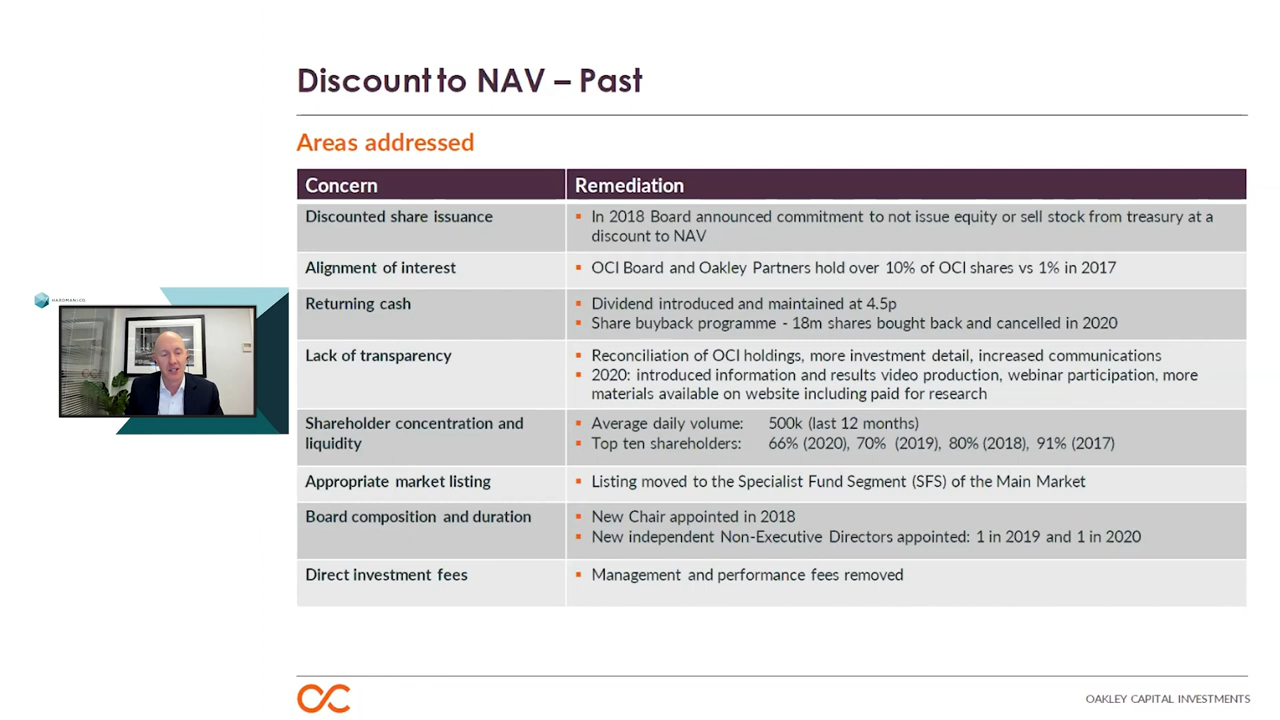 Discount to NAV – Past
Areas addressed
Concern
Remediation
Discounted share issuance
▪ In 2018 Board announced commitment to not issue equity or sell stock from treasury at a
discount to NAV
Alignment of interest
▪ OCI Board and Oakley Partners hold over 10% of OCI shares vs 1% in 2017
Returning cash
▪ Dividend introduced and maintained at 4.5p
▪ Share buyback programme - 18m shares bought back and cancelled in 2020
Lack of transparency
▪ Reconciliation of OCI holdings, more investment detail, increased communications
▪ 2020: introduced information and results video production, webinar participation, more
materials available on website including paid for research
Shareholder concentration and
liquidity
▪ Average daily volume: 500k (last 12 months)
▪ Top ten shareholders: 66% (2020), 70% (2019), 80% (2018), 91% (2017)
Appropriate market listing
▪ Listing moved to the Specialist Fund Segment (SFS) of the Main Market
Board composition and duration
▪ New Chair appointed in 2018
▪ New independent Non-Executive Directors appointed: 1 in 2019 and 1 in 2020
Direct investment fees
▪ Management and performance fees removed
HARDMAN&CO.
OAKLEY CAPITAL INVESTMENTS